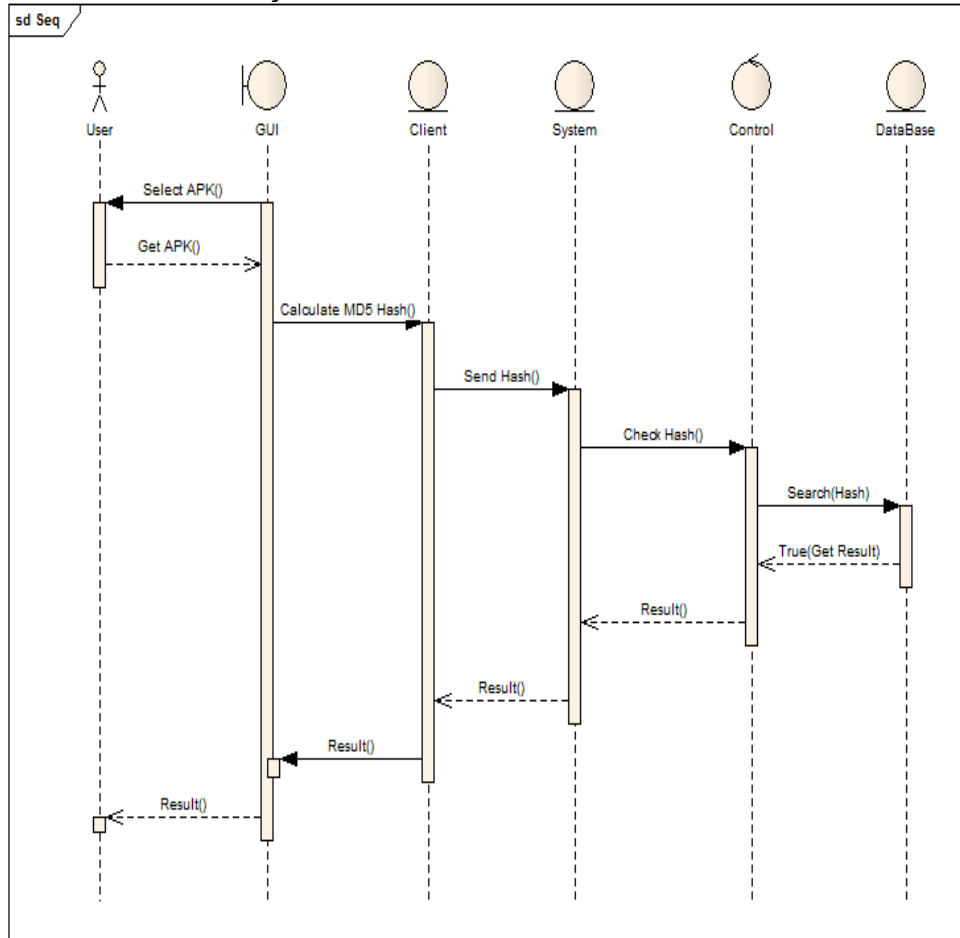 sd Seq
User
GUI
Client
System
Control
DataBase
Select APK()
Get APK()
Calculate MD5 Hash()
Send Hash()
Check Hash()
Search(Hash)
True(Get Result)
Result()
Result()
Result()
Result()